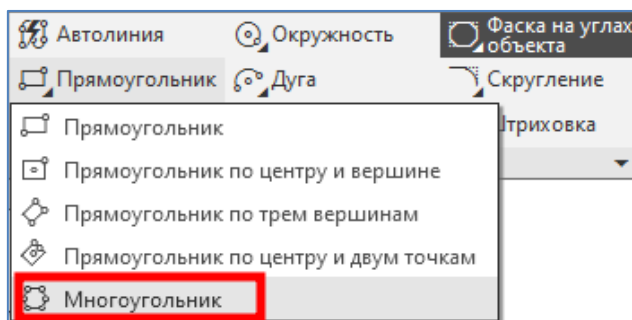 Автолиния
Окружность
Фаска на углах
объекта
Прямоугольник
Дуга
Скругление
Прямоугольник
Прямоугольник по центру и вершине
Прямоугольник по трем вершинам
Прямоугольник по центру и двум точкам
Многоугольник